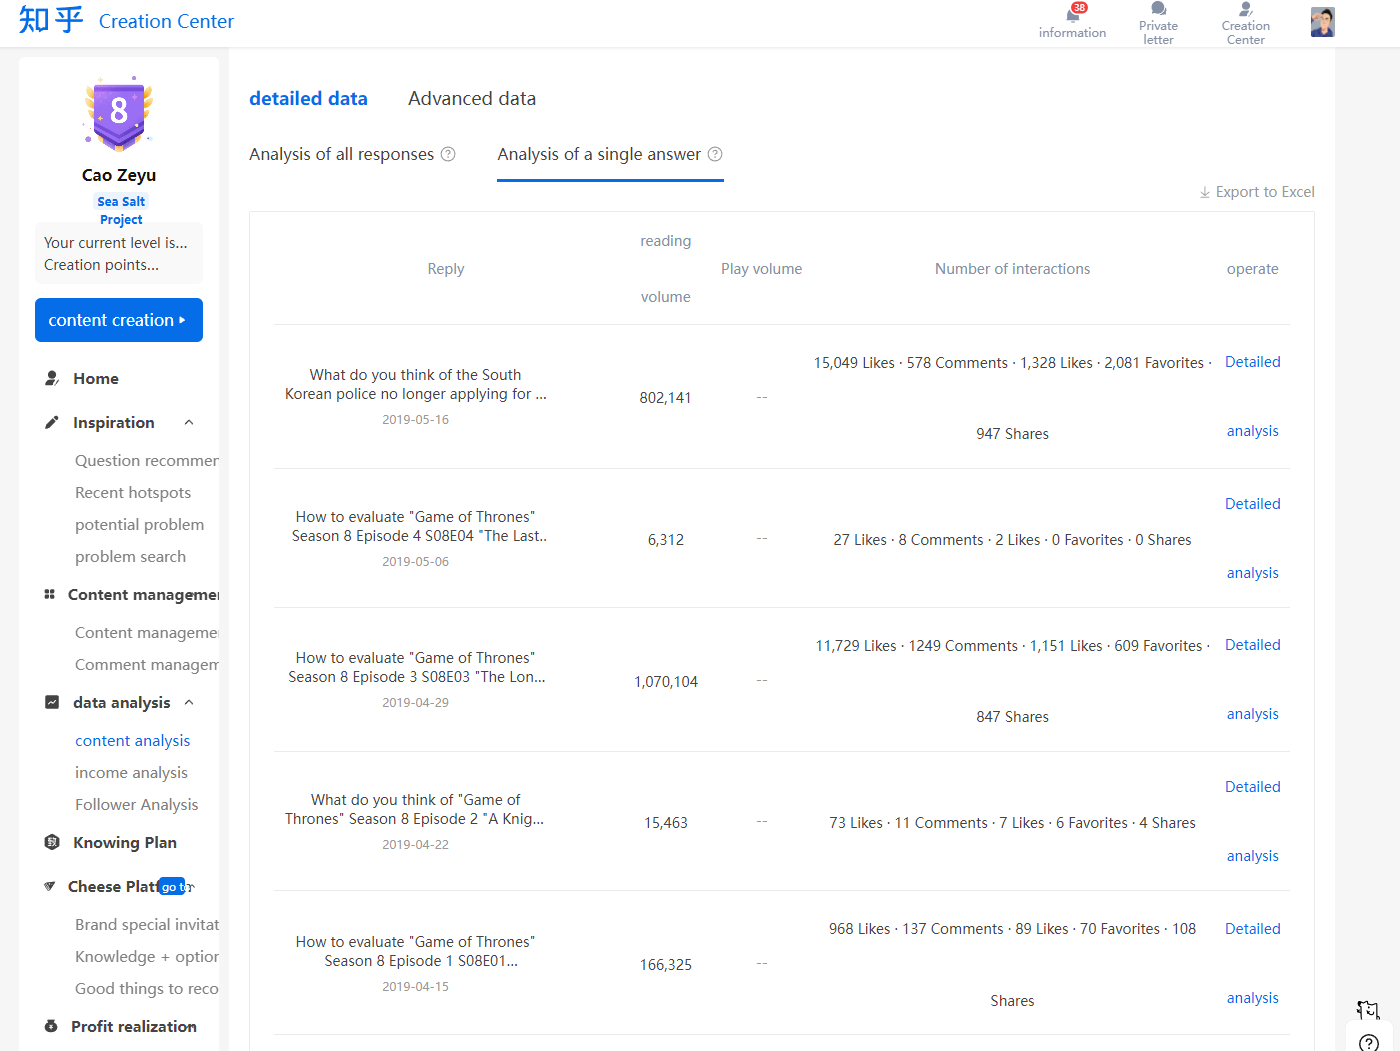 知乎 Creation Center
38
information
Private
letter
Creation
Center
8
Cao Zeyu
Sea Salt
Project
Your current level is...
Creation points...
content creation
Home
Inspiration
Question recommen
Recent hotspots
potential problem
problem search
Content managemen
Content manageme
Comment managem
data analysis
content analysis
income analysis
Follower Analysis
Knowing Plan
Cheese Platf
go to
Brand special invitat
Knowledge + option
Good things to reco
Profit realization
detailed data
Advanced data
Analysis of all responses ?
Analysis of a single answer ?
Export to Excel
Reply
reading
volume
Play volume
Number of interactions
operate
What do you think of the South
Korean police no longer applying for ...
2019-05-16
802,141
--
15,049 Likes · 578 Comments · 1,328 Likes · 2,081 Favorites ·
947 Shares
Detailed
analysis
How to evaluate "Game of Thrones"
Season 8 Episode 4 S08E04 "The Last..
2019-05-06
6,312
--
27 Likes · 8 Comments · 2 Likes · 0 Favorites · 0 Shares
Detailed
analysis
How to evaluate "Game of Thrones"
Season 8 Episode 3 S08E03 "The Lon...
2019-04-29
1,070,104
--
11,729 Likes · 1249 Comments · 1,151 Likes · 609 Favorites ·
847 Shares
Detailed
analysis
What do you think of "Game of
Thrones" Season 8 Episode 2 "A Knig...
2019-04-22
15,463
--
73 Likes · 11 Comments · 7 Likes · 6 Favorites · 4 Shares
Detailed
analysis
How to evaluate "Game of Thrones"
Season 8 Episode 1 S08E01...
2019-04-15
166,325
--
968 Likes · 137 Comments · 89 Likes · 70 Favorites · 108
Shares
Detailed
analysis
?